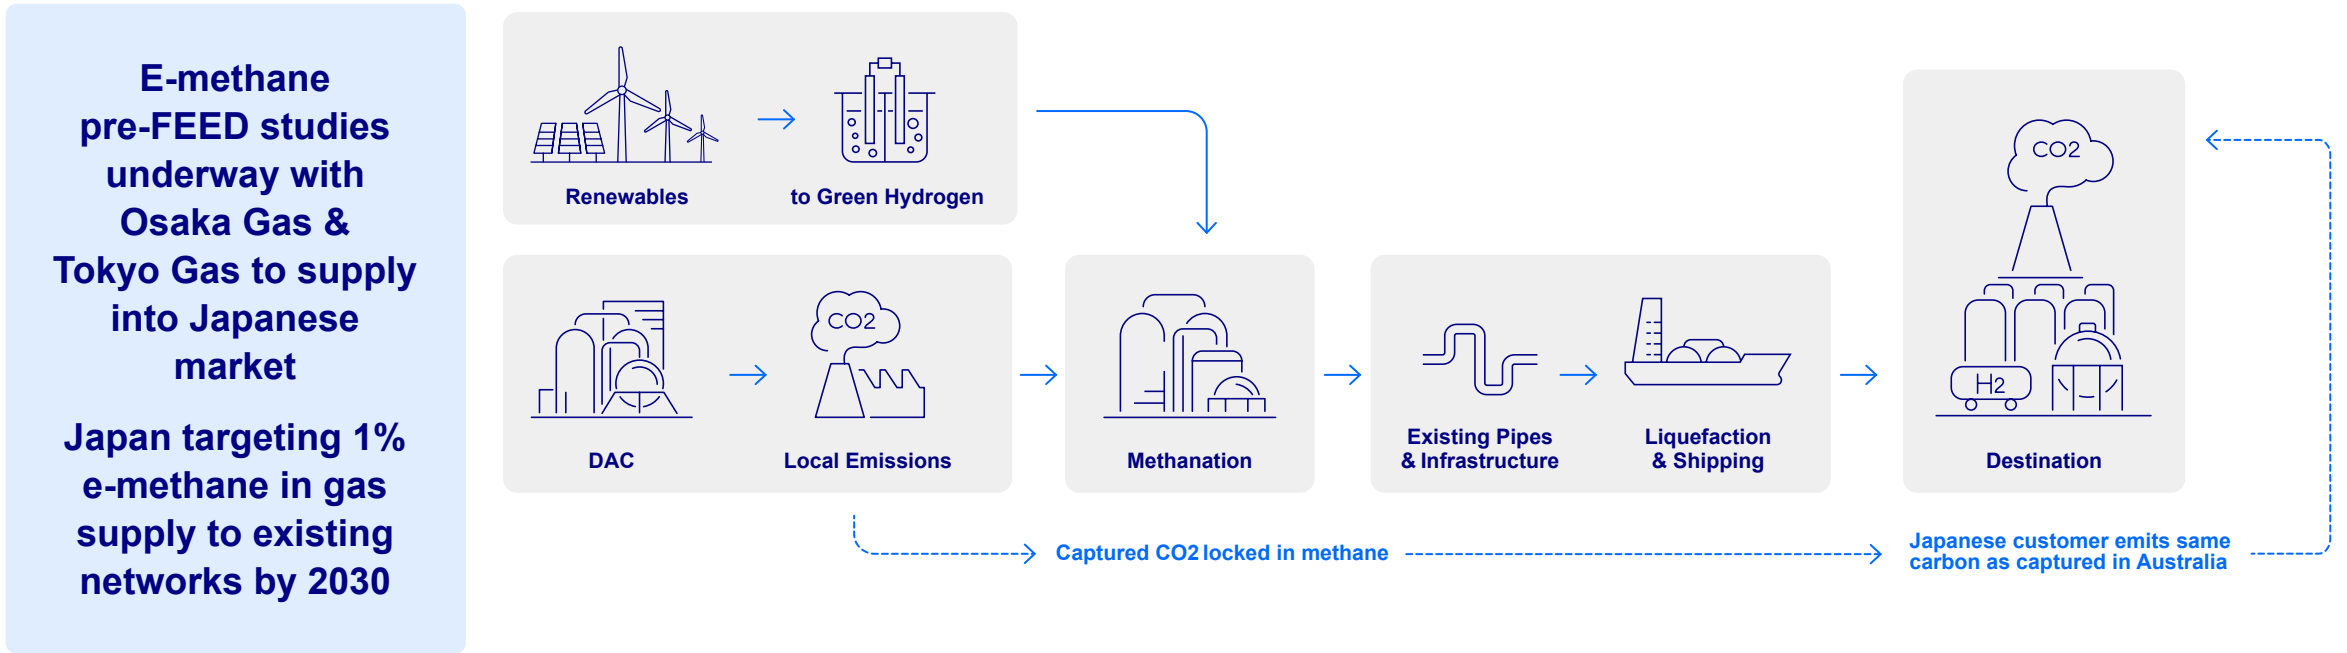 E-methane
pre-FEED studies
underway with
Osaka Gas &
Tokyo Gas to supply
into Japanese
market
Japan targeting 1%
e-methane in gas
supply to existing
networks by 2030
Renewables
to Green Hydrogen
DAC
CO2
Local Emissions
Methanation
Existing Pipes
& Infrastructure
Liquefaction
& Shipping
CO2
H2
Destination
Captured CO2 locked in methane
Japanese customer emits same
carbon as captured in Australia